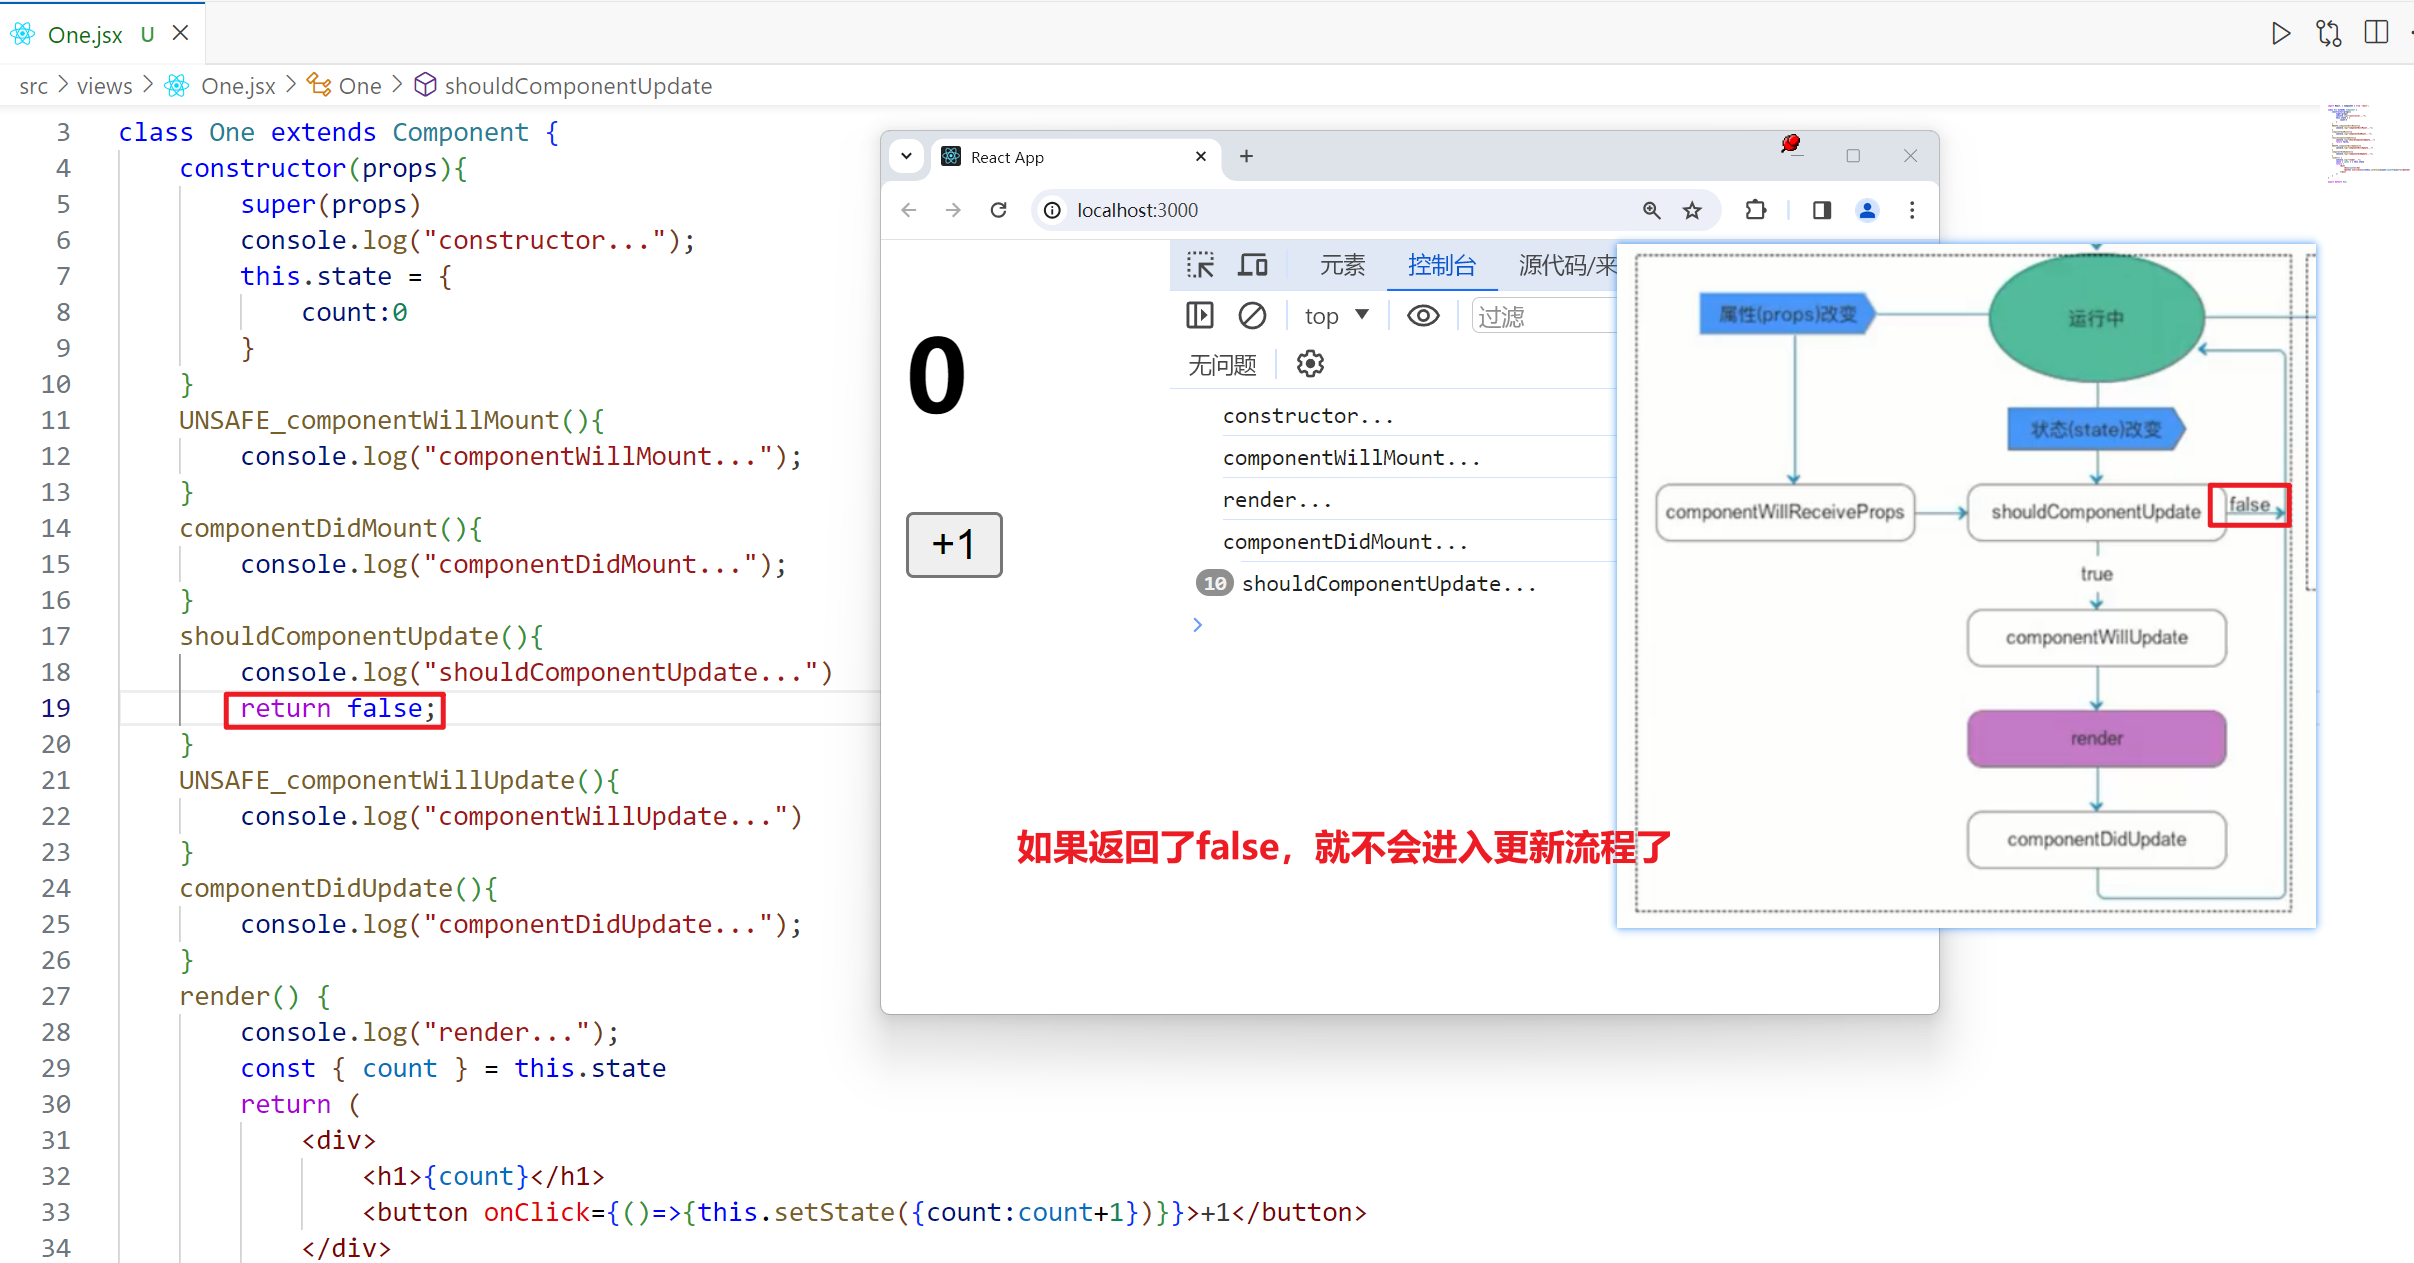 One.jsx U
src > views > One.jsx > One > shouldComponentUpdate
3 class One extends Component {
4 constructor(props){
5 super(props)
6 console.log("constructor...");
7 this.state = {
8 count:0
9 }
10 }
11 UNSAFE_componentWillMount(){
12 console.log("componentWillMount...");
13 }
14 componentDidMount(){
15 console.log("componentDidMount...");
16 }
17 shouldComponentUpdate(){
18 console.log("shouldComponentUpdate...")
19 return false;
20 }
21 UNSAFE_componentWillUpdate(){
22 console.log("componentWillUpdate...")
23 }
24 componentDidUpdate(){
25 console.log("componentDidUpdate...");
26 }
27 render() {
28 console.log("render...");
29 const { count } = this.state
30 return (
31 <div>
32 <h1>{count}</h1>
33 <button onClick={()=>{this.setState({count:count+1})}}>+1</button>
34 </div>
React App
localhost:3000
0
+1
元素 控制台 源代码/来
top 过滤
无问题
constructor...
componentWillMount...
render...
componentDidMount...
10 shouldComponentUpdate...
>
如果返回了false，就不会进入更新流程了
属性(props)改变
运行中
状态(state)改变
componentWillReceiveProps
shouldComponentUpdate
false
true
componentWillUpdate
render
componentDidUpdate